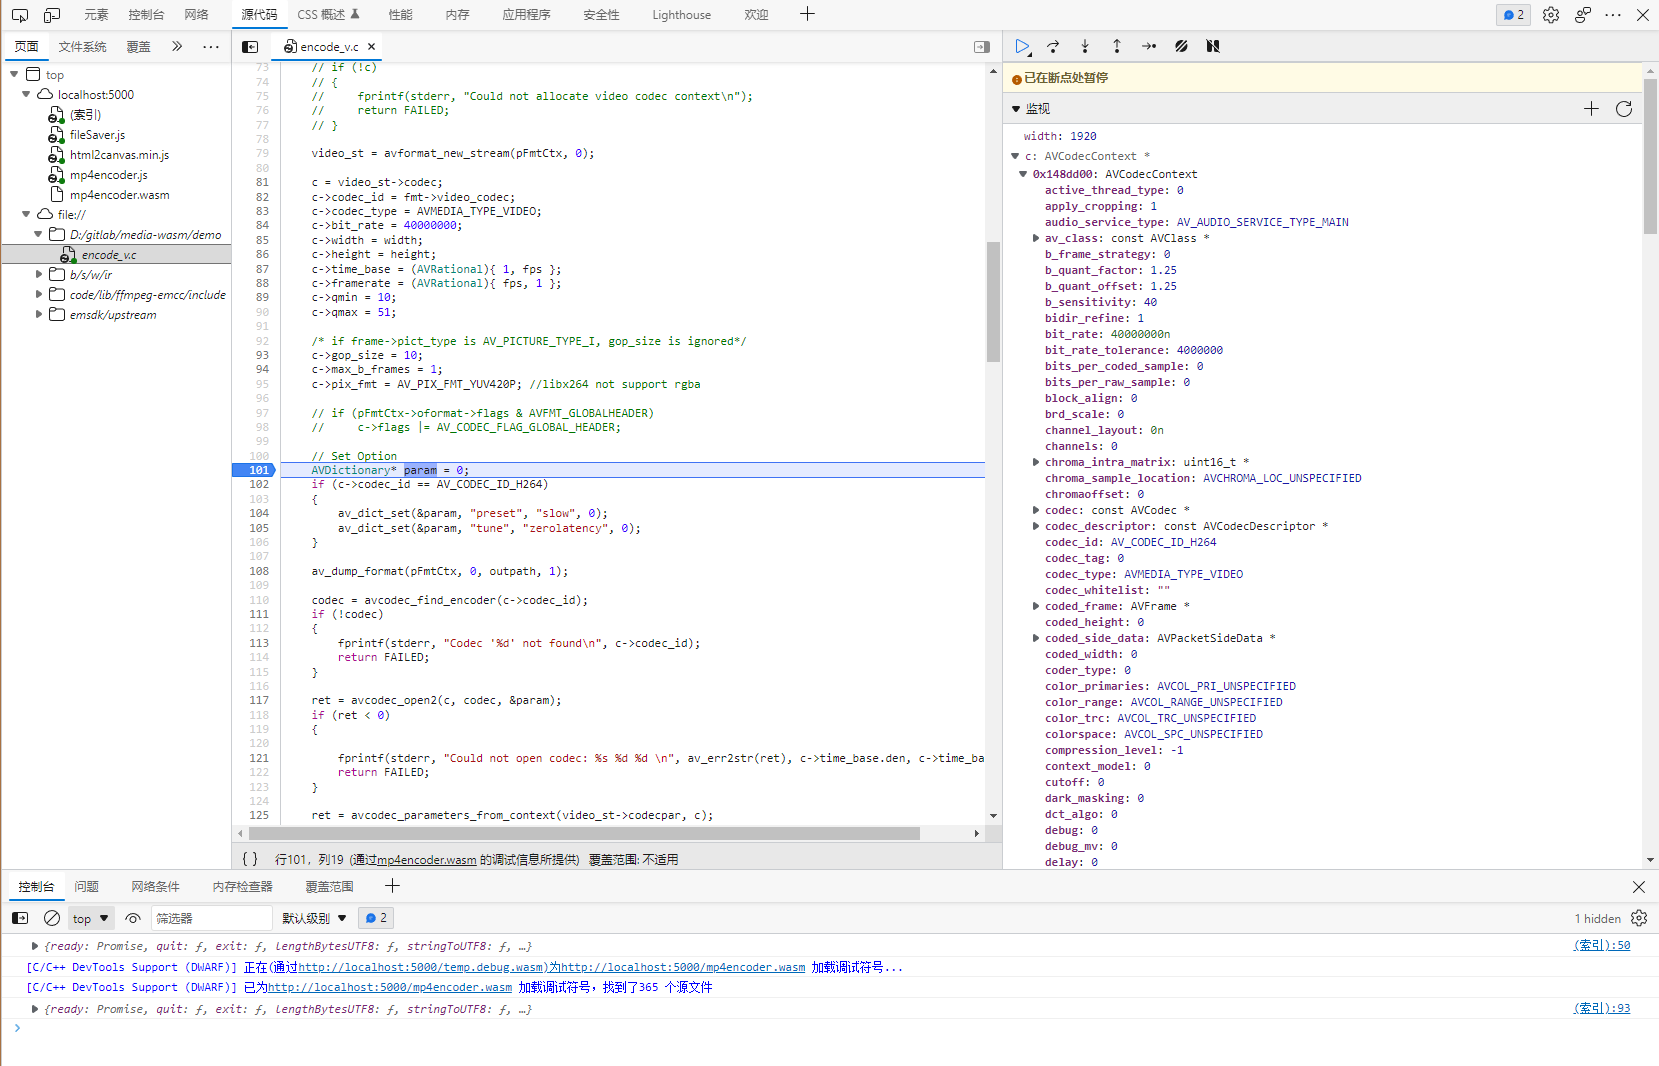 元素 控制台 网络 源代码 CSS 概述 性能 内存 应用程序 安全性 Lighthouse 欢迎 2
页面 文件系统 覆盖
encode_v.c
top
localhost:5000
(索引)
fileSaver.js
html2canvas.min.js
mp4encoder.js
mp4encoder.wasm
file://
D:/gitlab/media-wasm/demo
encode_v.c
b/s/w/ir
code/lib/ffmpeg-emcc/include
emsdk/upstream
73 // if (!c)
74 // {
75 //     fprintf(stderr, "Could not allocate video codec context\n");
76 //     return FAILED;
77 // }
78
79 video_st = avformat_new_stream(pFmtCtx, 0);
80
81 c = video_st->codec;
82 c->codec_id = fmt->video_codec;
83 c->codec_type = AVMEDIA_TYPE_VIDEO;
84 c->bit_rate = 40000000;
85 c->width = width;
86 c->height = height;
87 c->time_base = (AVRational){ 1, fps };
88 c->framerate = (AVRational){ fps, 1 };
89 c->qmin = 10;
90 c->qmax = 51;
91
92 /* if frame->pict_type is AV_PICTURE_TYPE_I, gop_size is ignored*/
93 c->gop_size = 10;
94 c->max_b_frames = 1;
95 c->pix_fmt = AV_PIX_FMT_YUV420P; //libx264 not support rgba
96
97 // if (pFmtCtx->oformat->flags & AVFMT_GLOBALHEADER)
98 //     c->flags |= AV_CODEC_FLAG_GLOBAL_HEADER;
99
100 // Set Option
101 AVDictionary* param = 0;
102 if (c->codec_id == AV_CODEC_ID_H264)
103 {
104     av_dict_set(&param, "preset", "slow", 0);
105     av_dict_set(&param, "tune", "zerolatency", 0);
106 }
107
108 av_dump_format(pFmtCtx, 0, outpath, 1);
109
110 codec = avcodec_find_encoder(c->codec_id);
111 if (!codec)
112 {
113     fprintf(stderr, "Codec '%d' not found\n", c->codec_id);
114     return FAILED;
115 }
116
117 ret = avcodec_open2(c, codec, &param);
118 if (ret < 0)
119 {
120
121     fprintf(stderr, "Could not open codec: %s %d %d \n", av_err2str(ret), c->time_base.den, c->time_ba
122     return FAILED;
123 }
124
125 ret = avcodec_parameters_from_context(video_st->codecpar, c);
{ } 行101，列19 (通过mp4encoder.wasm 的调试信息所提供) 覆盖范围: 不适用
已在断点处暂停
监视
width: 1920
c: AVCodecContext *
0x148dd00: AVCodecContext
active_thread_type: 0
apply_cropping: 1
audio_service_type: AV_AUDIO_SERVICE_TYPE_MAIN
av_class: const AVClass *
b_frame_strategy: 0
b_quant_factor: 1.25
b_quant_offset: 1.25
b_sensitivity: 40
bidir_refine: 1
bit_rate: 40000000n
bit_rate_tolerance: 4000000
bits_per_coded_sample: 0
bits_per_raw_sample: 0
block_align: 0
brd_scale: 0
channel_layout: 0n
channels: 0
chroma_intra_matrix: uint16_t *
chroma_sample_location: AVCHROMA_LOC_UNSPECIFIED
chromaoffset: 0
codec: const AVCodec *
codec_descriptor: const AVCodecDescriptor *
codec_id: AV_CODEC_ID_H264
codec_tag: 0
codec_type: AVMEDIA_TYPE_VIDEO
codec_whitelist: ""
coded_frame: AVFrame *
coded_height: 0
coded_side_data: AVPacketSideData *
coded_width: 0
coder_type: 0
color_primaries: AVCOL_PRI_UNSPECIFIED
color_range: AVCOL_RANGE_UNSPECIFIED
color_trc: AVCOL_TRC_UNSPECIFIED
colorspace: AVCOL_SPC_UNSPECIFIED
compression_level: -1
context_model: 0
cutoff: 0
dark_masking: 0
dct_algo: 0
debug: 0
debug_mv: 0
delay: 0
控制台 问题 网络条件 内存检查器 覆盖范围
top 筛选器 默认级别 2 1 hidden
{ready: Promise, quit: ƒ, exit: ƒ, lengthBytesUTF8: ƒ, stringToUTF8: ƒ, …} (索引):50
[C/C++ DevTools Support (DWARF)] 正在(通过http://localhost:5000/temp.debug.wasm)为http://localhost:5000/mp4encoder.wasm 加载调试符号...
[C/C++ DevTools Support (DWARF)] 已为http://localhost:5000/mp4encoder.wasm 加载调试符号，找到了365 个源文件
{ready: Promise, quit: ƒ, exit: ƒ, lengthBytesUTF8: ƒ, stringToUTF8: ƒ, …} (索引):93